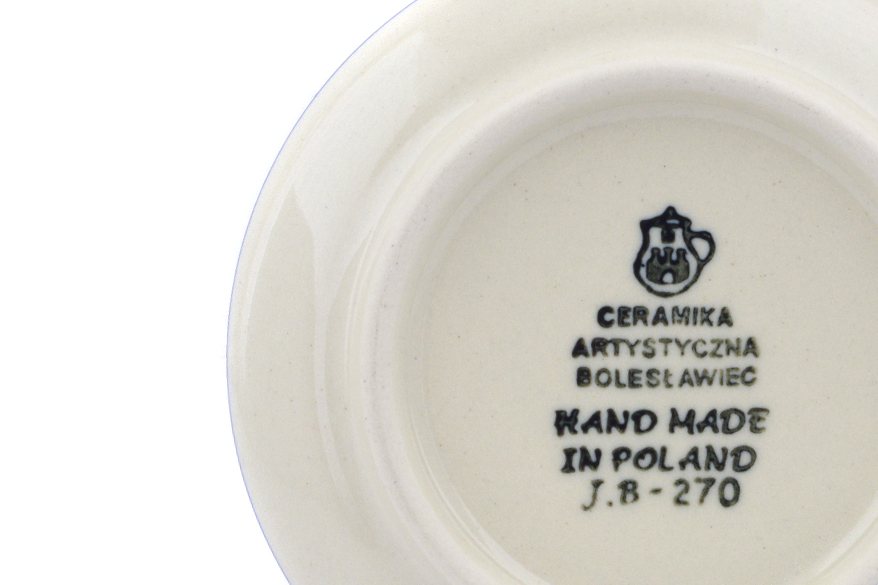 CERAMIKA
ARTYSTYCZNA
BOLESŁAWIEC
HAND MADE
IN POLAND
J.B-270